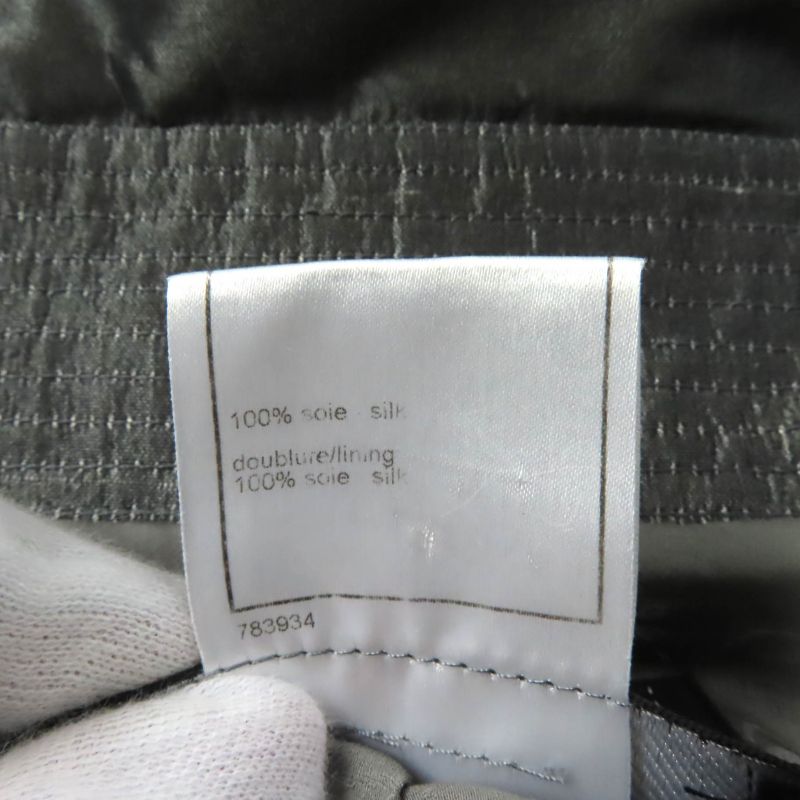 100% soie silk
doublure/lining
100% soie silk
783934